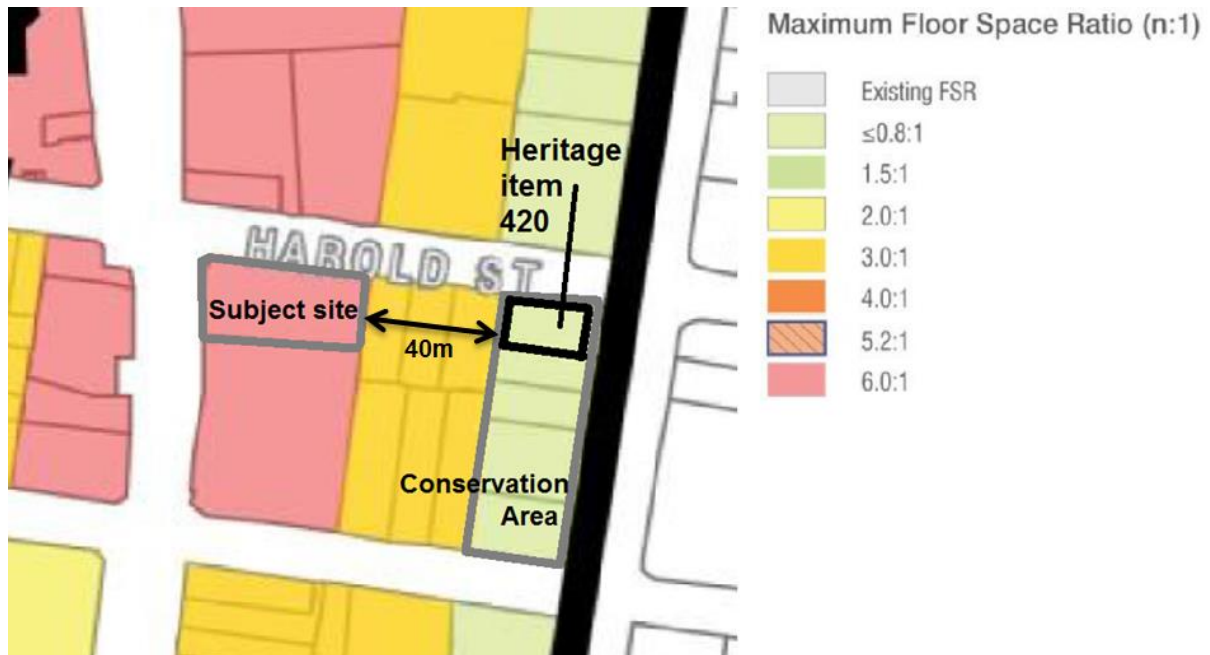 Maximum Floor Space Ratio (n:1)
Existing FSR
≤0.8:1
1.5:1
2.0:1
3.0:1
4.0:1
5.2:1
6.0:1
Heritage
item
420
HAROLD ST
Subject site
40m
Conservation
Area